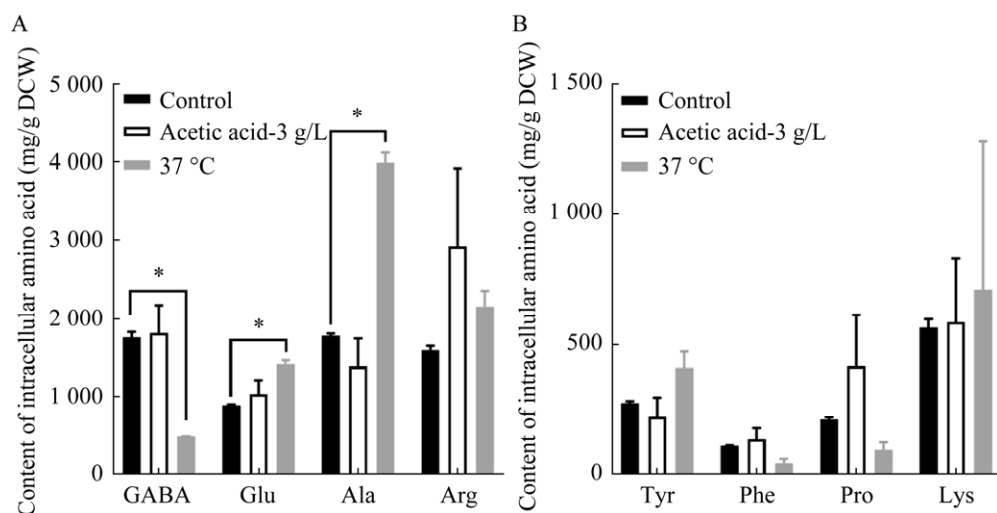 A
Content of intracellular amino acid (mg/g DCW)
5 000
4 000
3 000
2 000
1 000
0
Control
Acetic acid-3 g/L
37 °C
*
*
*
GABA Glu Ala Arg
B
Content of intracellular amino acid (mg/g DCW)
1 500
1 000
500
0
Control
Acetic acid-3 g/L
37 °C
Tyr Phe Pro Lys